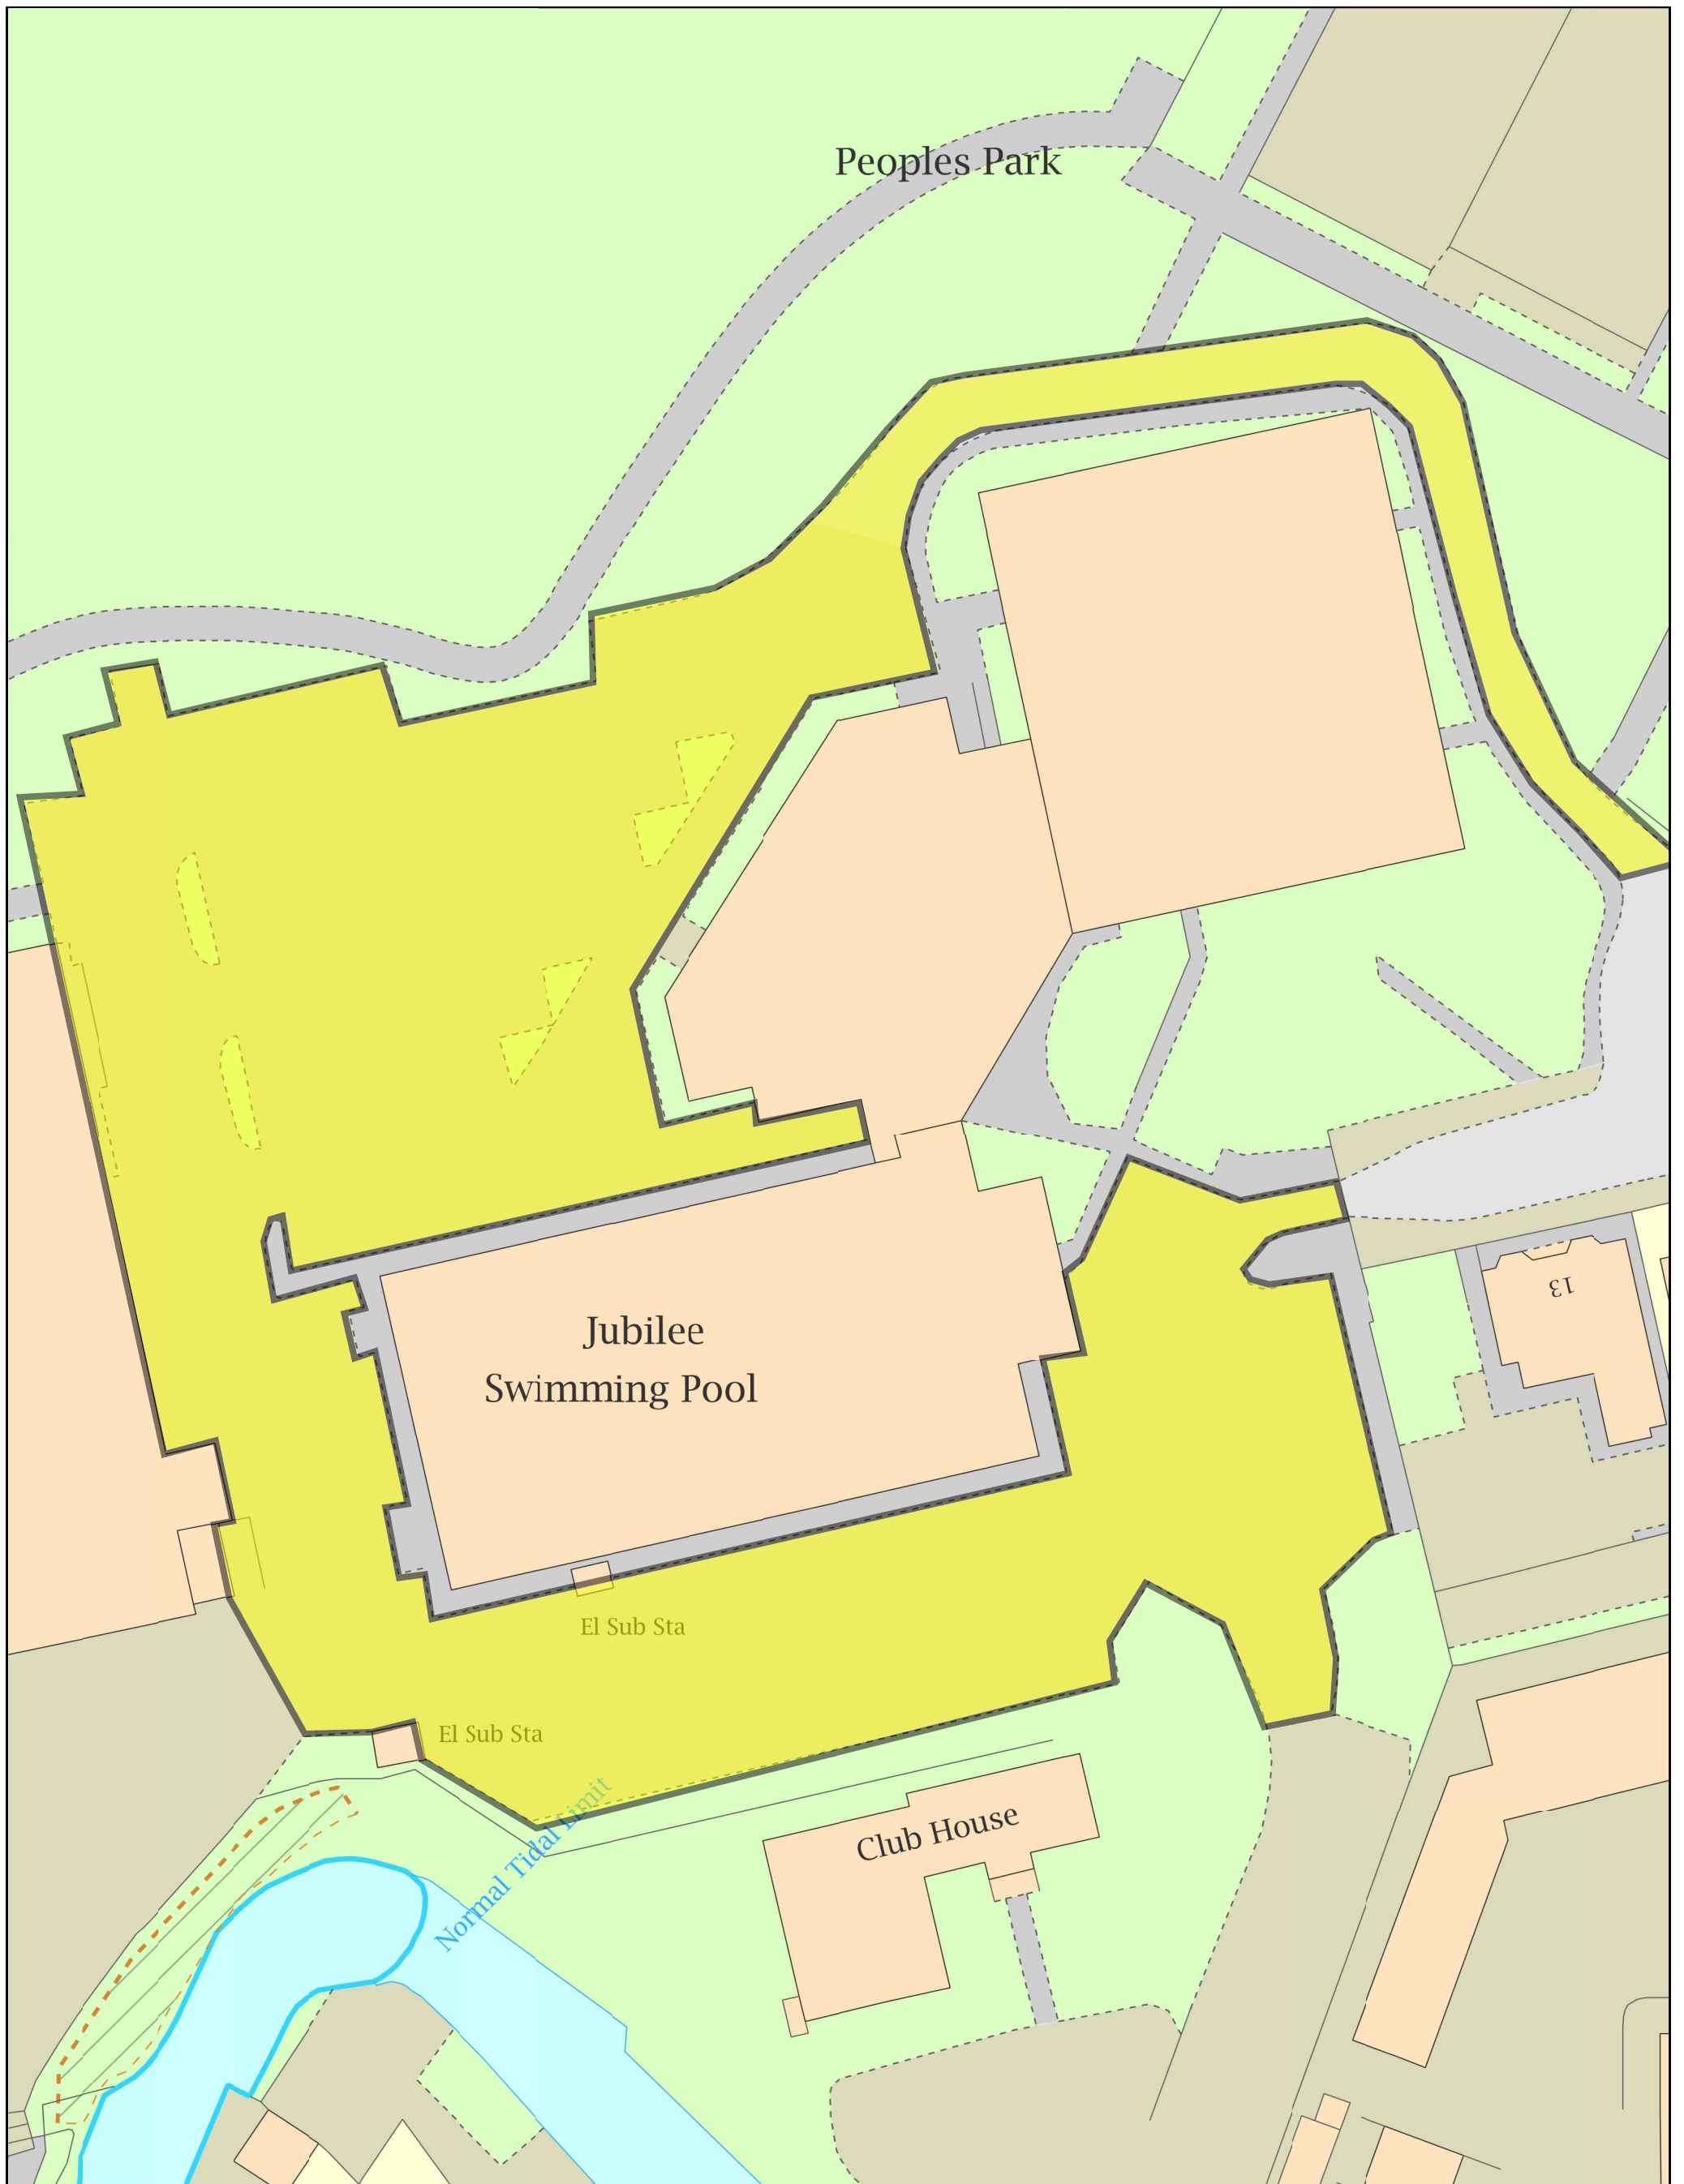 Peoples Park
Jubilee
Swimming Pool
13
El Sub Sta
El Sub Sta
Normal Tidal Limit
Club House